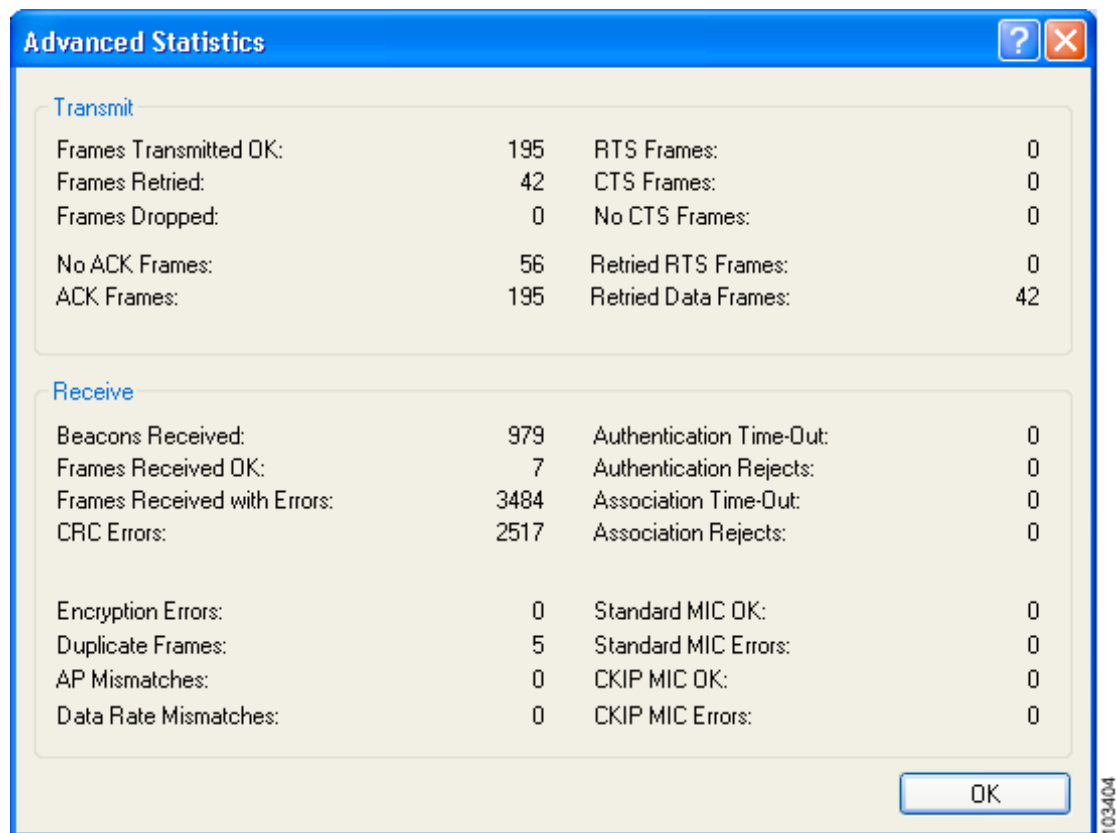 Advanced Statistics
Transmit
Frames Transmitted OK: 195 RTS Frames: 0
Frames Retried: 42 CTS Frames: 0
Frames Dropped: 0 No CTS Frames: 0
No ACK Frames: 56 Retried RTS Frames: 0
ACK Frames: 195 Retried Data Frames: 42
Receive
Beacons Received: 979 Authentication Time-Out: 0
Frames Received OK: 7 Authentication Rejects: 0
Frames Received with Errors: 3484 Association Time-Out: 0
CRC Errors: 2517 Association Rejects: 0
Encryption Errors: 0 Standard MIC OK: 0
Duplicate Frames: 5 Standard MIC Errors: 0
AP Mismatches: 0 CKIP MIC OK: 0
Data Rate Mismatches: 0 CKIP MIC Errors: 0
OK
103404